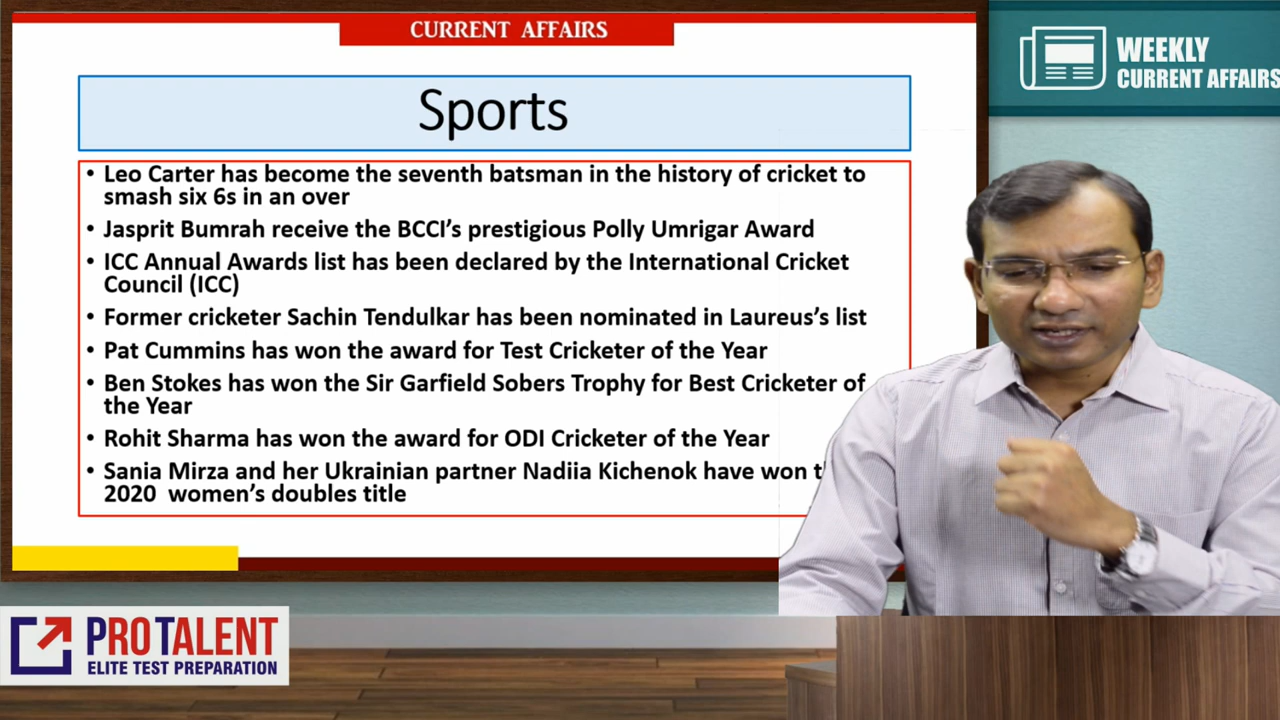 CURRENT AFFAIRS
WEEKLY
CURRENT AFFAIRS
Sports
• Leo Carter has become the seventh batsman in the history of cricket to
smash six 6s in an over
• Jasprit Bumrah receive the BCCI’s prestigious Polly Umrigar Award
• ICC Annual Awards list has been declared by the International Cricket
Council (ICC)
• Former cricketer Sachin Tendulkar has been nominated in Laureus’s list
• Pat Cummins has won the award for Test Cricketer of the Year
• Ben Stokes has won the Sir Garfield Sobers Trophy for Best Cricketer of
the Year
• Rohit Sharma has won the award for ODI Cricketer of the Year
• Sania Mirza and her Ukrainian partner Nadiia Kichenok have won
2020 women’s doubles title
PROTALENT
ELITE TEST PREPARATION